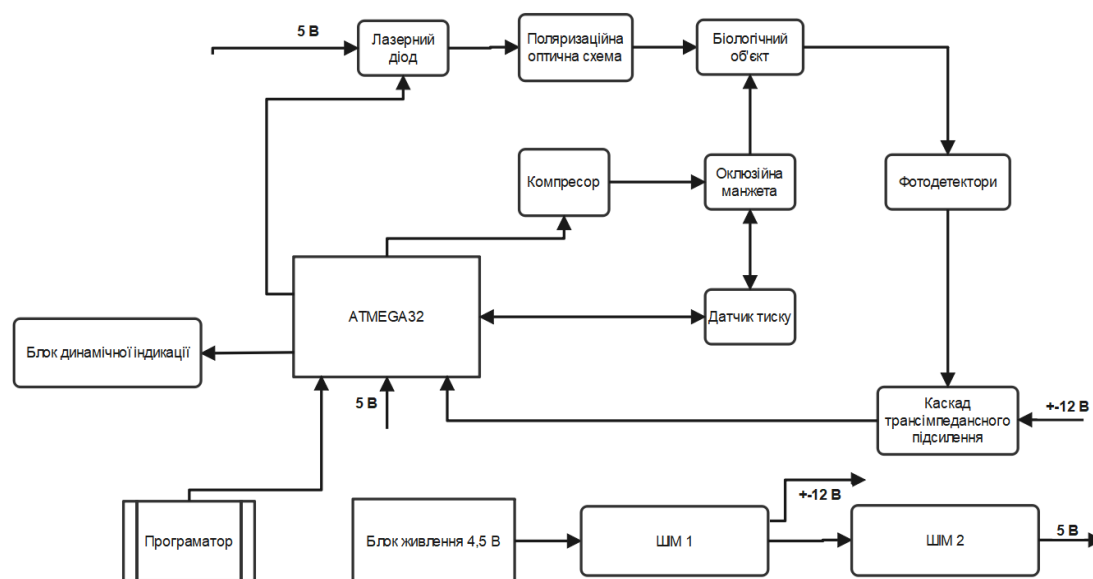 5 В
Лазерний
діод
Поляризаційна
оптична схема
Біологічний
об'єкт
Компресор
Оклюзійна
манжета
Фотодетектори
ATMEGA32
Датчик тиску
Блок динамічної індикації
5 В
Каскад
трансімпедансного
підсилення
+-12 В
+-12 В
Програматор
Блок живлення 4,5 В
ШІМ 1
ШІМ 2
5 В